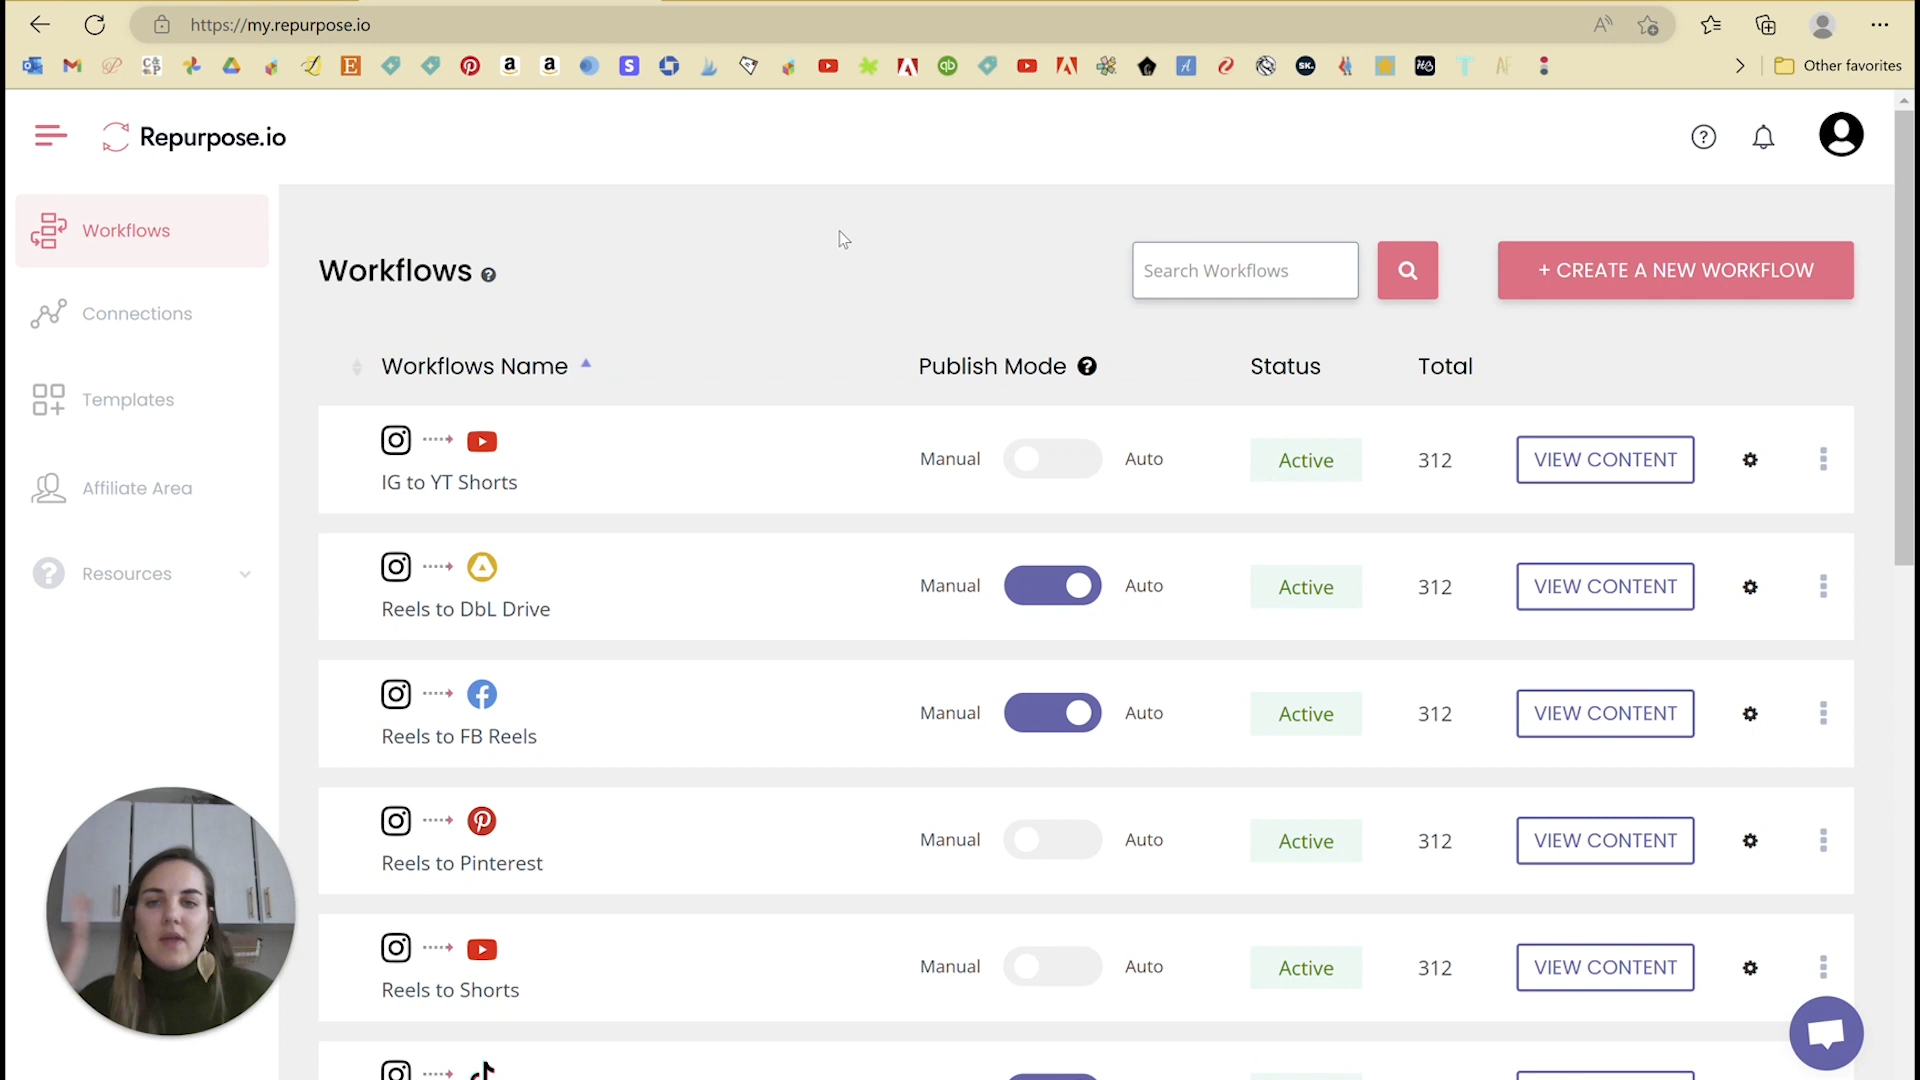 https://my.repurpose.io
Other favorites
Repurpose.io
Workflows
Connections
Templates
Affiliate Area
Resources
Workflows
Search Workflows
+ CREATE A NEW WORKFLOW
Workflows Name
Publish Mode
Status
Total
IG to YT Shorts
Manual
Auto
Active
312
VIEW CONTENT
Reels to DbL Drive
Manual
Auto
Active
312
VIEW CONTENT
Reels to FB Reels
Manual
Auto
Active
312
VIEW CONTENT
Reels to Pinterest
Manual
Auto
Active
312
VIEW CONTENT
Reels to Shorts
Manual
Auto
Active
312
VIEW CONTENT